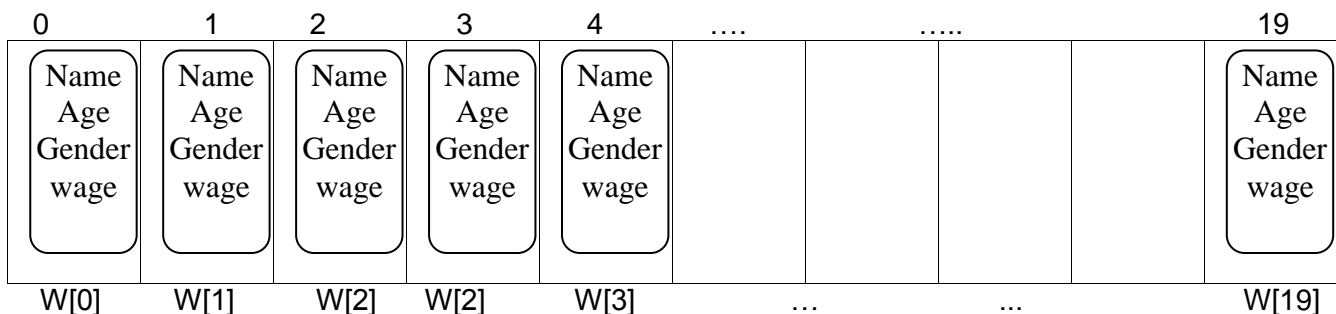 0 1 2 3 4 …. ….. 19
Name Name Name Name Name Name
Age Age Age Age Age Age
Gender Gender Gender Gender Gender Gender
wage wage wage wage wage wage
W[0] W[1] W[2] W[2] W[3] … ... W[19]